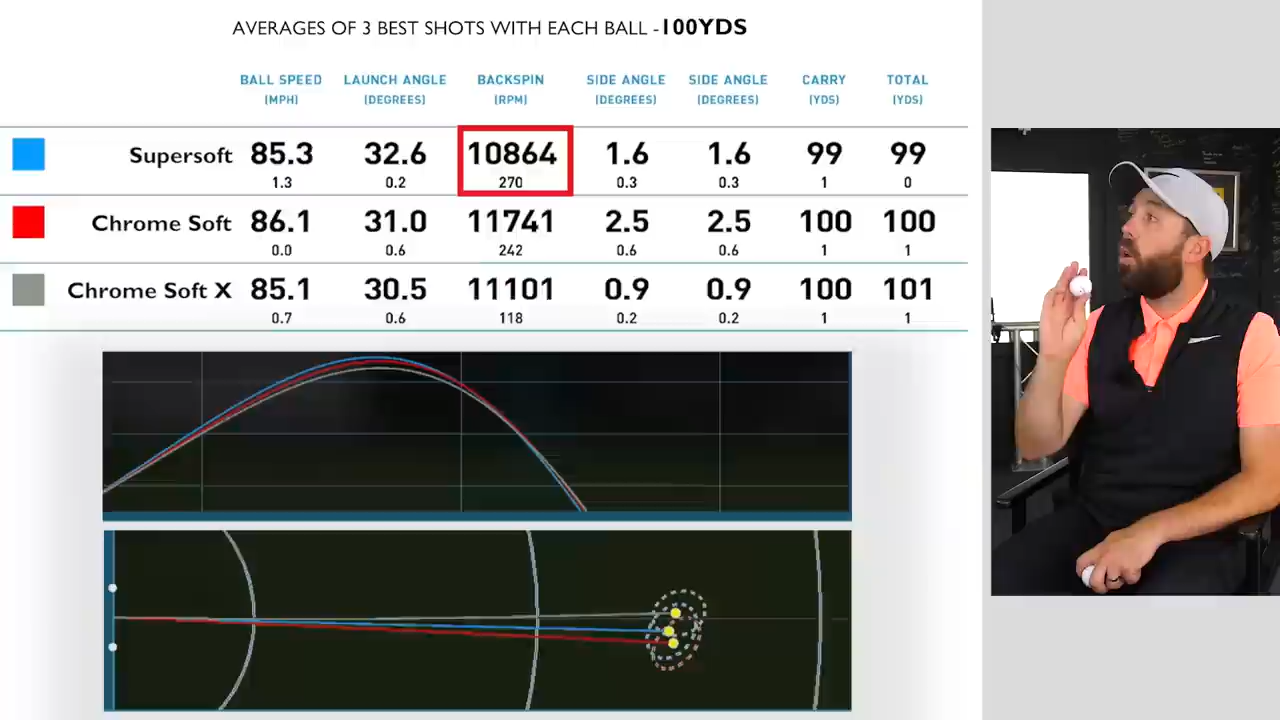 AVERAGES OF 3 BEST SHOTS WITH EACH BALL -100YDS
BALL SPEED LAUNCH ANGLE BACKSPIN SIDE ANGLE SIDE ANGLE CARRY TOTAL
(MPH) (DEGREES) (RPM) (DEGREES) (DEGREES) (YDS) (YDS)
Supersoft 85.3 32.6 10864 1.6 1.6 99 99
1.3 0.2 270 0.3 0.3 1 0
Chrome Soft 86.1 31.0 11741 2.5 2.5 100 100
0.0 0.6 242 0.6 0.6 1 1
Chrome Soft X 85.1 30.5 11101 0.9 0.9 100 101
0.7 0.6 118 0.2 0.2 1 1